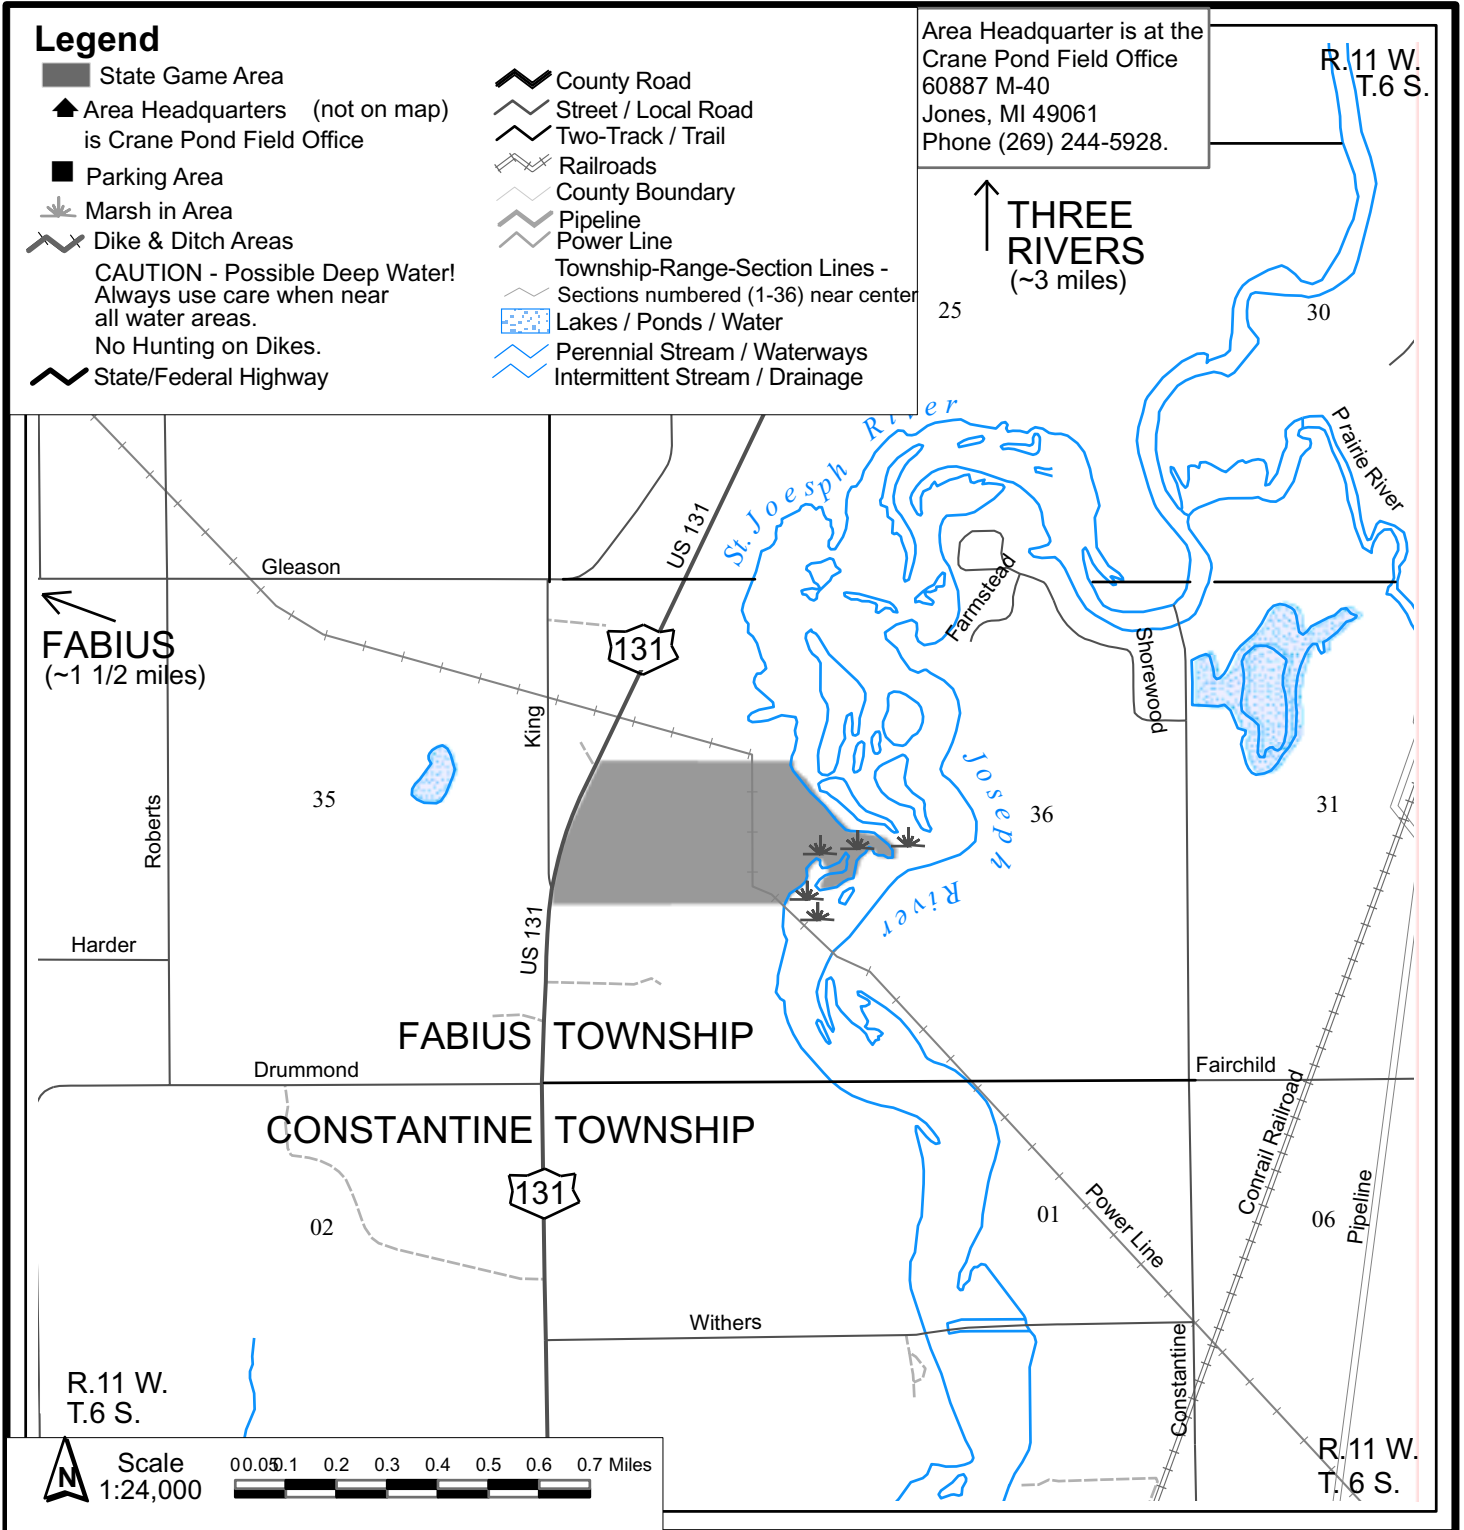 Legend
State Game Area
Area Headquarters (not on map)
is Crane Pond Field Office
Parking Area
Marsh in Area
Dike & Ditch Areas
CAUTION - Possible Deep Water!
Always use care when near
all water areas.
No Hunting on Dikes.
State/Federal Highway
County Road
Street / Local Road
Two-Track / Trail
Railroads
County Boundary
Pipeline
Power Line
Township-Range-Section Lines -
Sections numbered (1-36) near center
Lakes / Ponds / Water
Perennial Stream / Waterways
Intermittent Stream / Drainage
Area Headquarter is at the
Crane Pond Field Office
60887 M-40
Jones, MI 49061
Phone (269) 244-5928.
R.11 W.
T.6 S.
THREE
RIVERS
(~3 miles)
25
30
St. Joesph River
Prairie River
US 131
Gleason
Farmstead
FABIUS
(~1 1/2 miles)
131
Shorewood
King
Joseph
River
35
36
31
Roberts
Harder
US 131
FABIUS TOWNSHIP
Drummond
Fairchild
CONSTANTINE TOWNSHIP
Conrail Railroad
131
Power Line
Pipeline
02
01
06
Withers
Constantine
R.11 W.
T.6 S.
R.11 W.
T. 6 S.
N
Scale
1:24,000
0 0.05 0.1 0.2 0.3 0.4 0.5 0.6 0.7 Miles